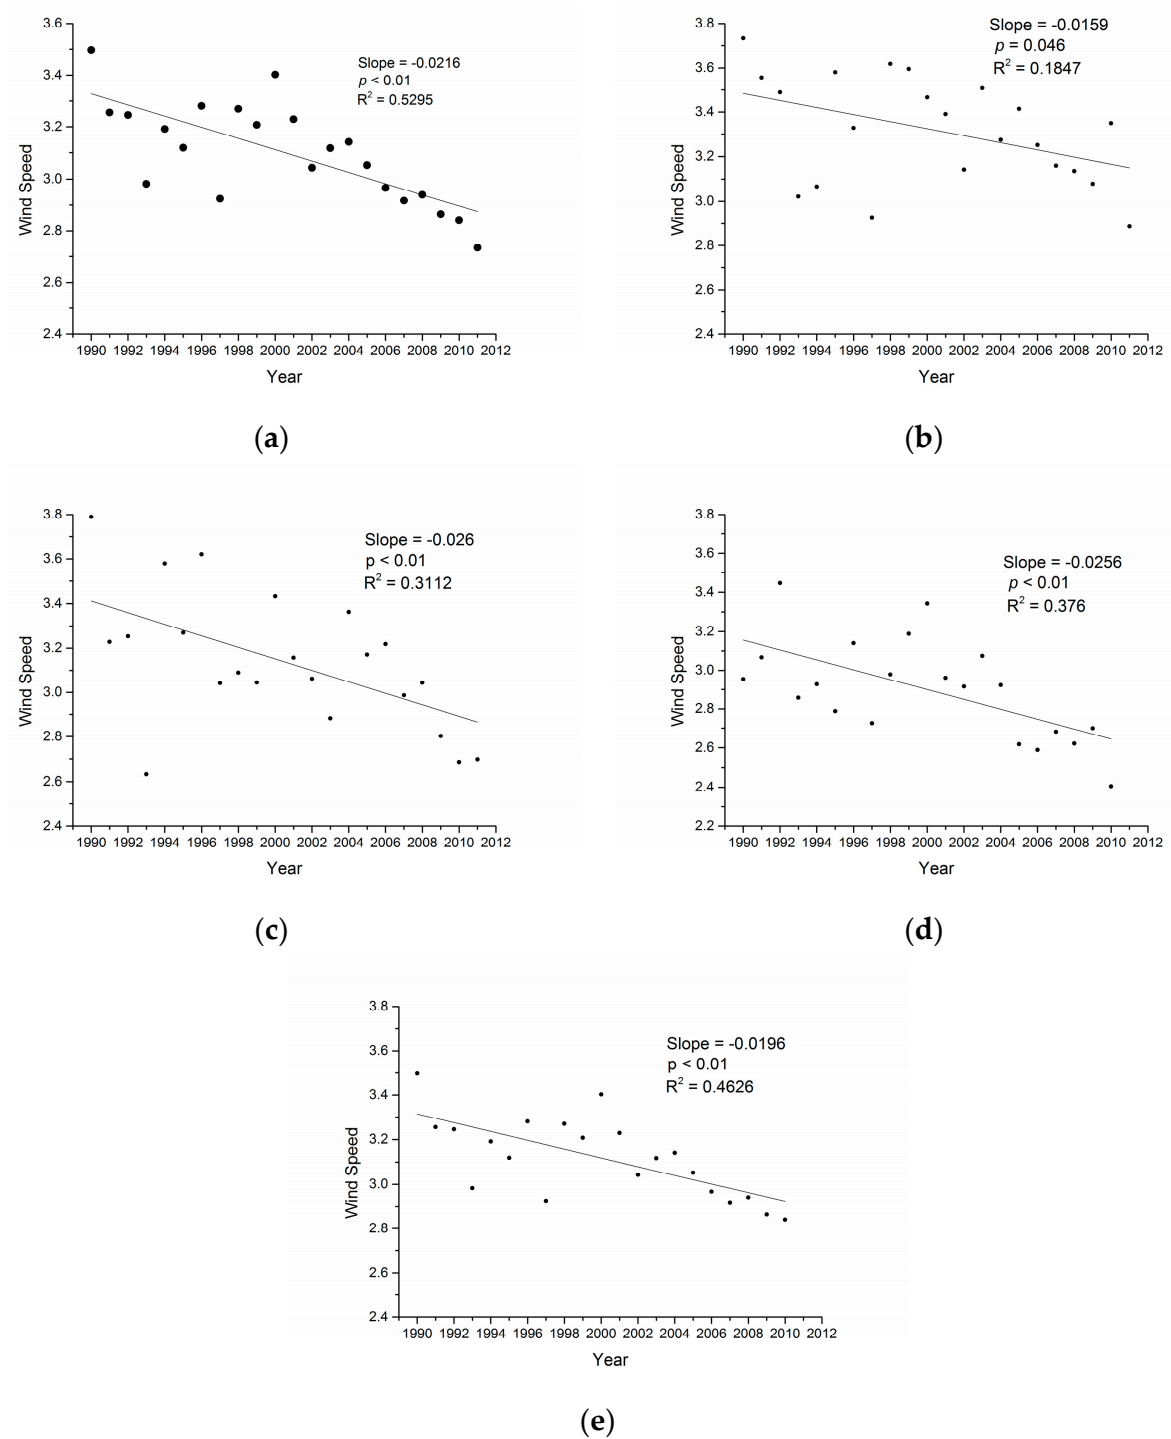 3.6
3.4
3.2
3.0
2.8
2.6
2.4
Wind Speed
Slope = -0.0216
p < 0.01
R² = 0.5295
1990 1992 1994 1996 1998 2000 2002 2004 2006 2008 2010 2012
Year
(a)
3.8
3.6
3.4
3.2
3.0
2.8
2.6
2.4
Wind Speed
Slope = -0.0159
p = 0.046
R² = 0.1847
1990 1992 1994 1996 1998 2000 2002 2004 2006 2008 2010 2012
Year
(b)
3.8
3.6
3.4
3.2
3.0
2.8
2.6
2.4
Wind Speed
Slope = -0.026
p < 0.01
R² = 0.3112
1990 1992 1994 1996 1998 2000 2002 2004 2006 2008 2010 2012
Year
(c)
3.8
3.6
3.4
3.2
3.0
2.8
2.6
2.4
2.2
Wind Speed
Slope = -0.0256
p < 0.01
R² = 0.376
1990 1992 1994 1996 1998 2000 2002 2004 2006 2008 2010 2012
Year
(d)
3.8
3.6
3.4
3.2
3.0
2.8
2.6
2.4
Wind Speed
Slope = -0.0196
p < 0.01
R² = 0.4626
1990 1992 1994 1996 1998 2000 2002 2004 2006 2008 2010 2012
Year
(e)